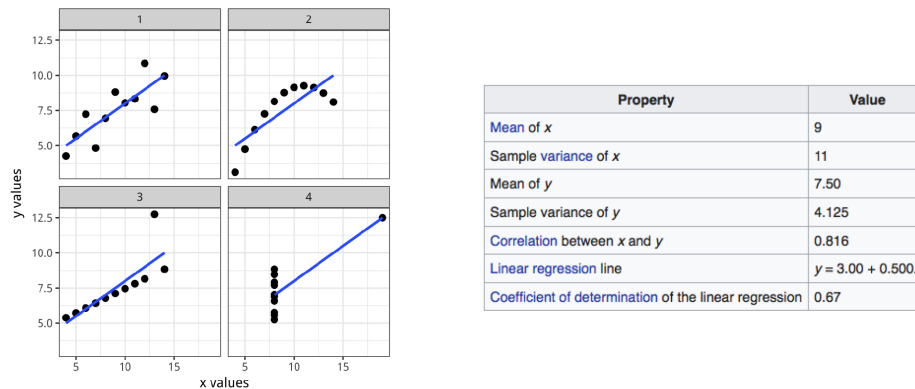 1
2
12.5
10.0
7.5
5.0
3
4
12.5
10.0
7.5
5.0
5
10
15
5
10
15
x values
y values
Property Value
Mean of x 9
Sample variance of x 11
Mean of y 7.50
Sample variance of y 4.125
Correlation between x and y 0.816
Linear regression line y = 3.00 + 0.500
Coefficient of determination of the linear regression 0.67